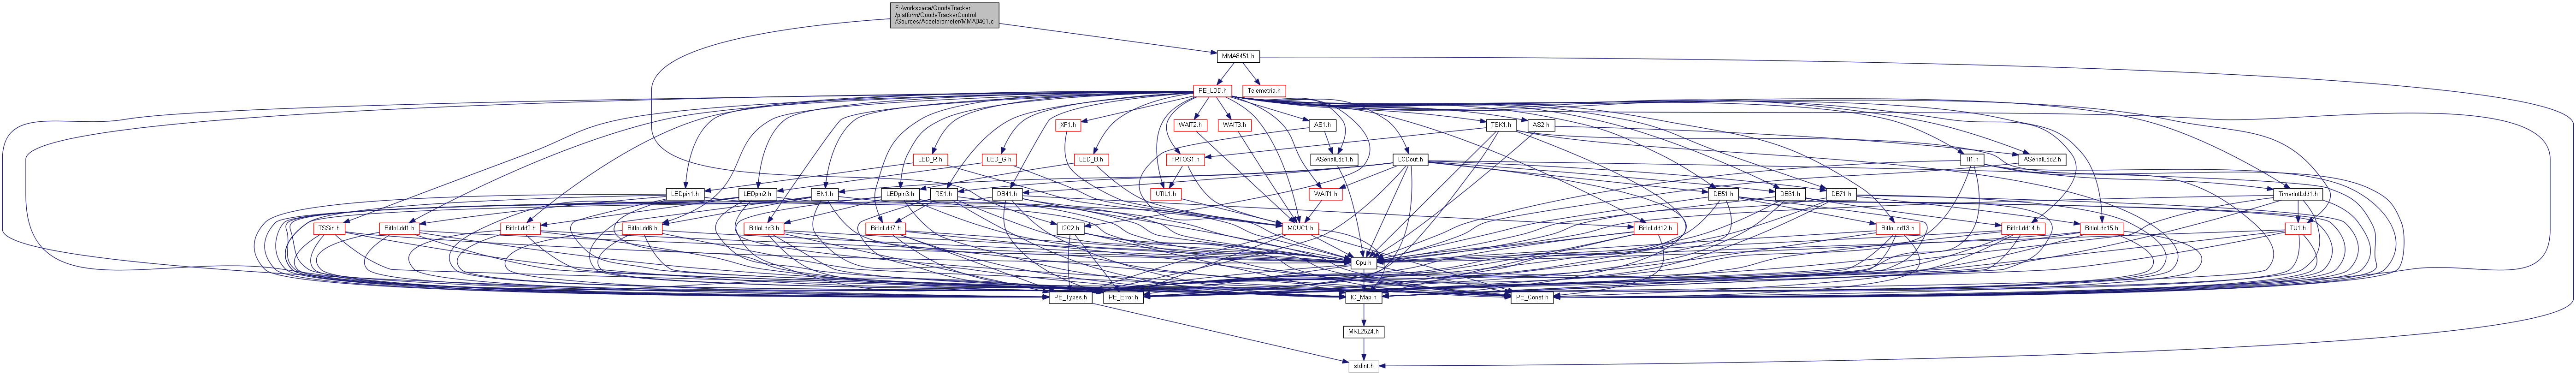 F:/workspace/GoodsTracker
/platform/GoodsTrackerControl
/Sources/Accelerometer/MMA8451.c
MMA8451.h
PE_LDD.h
Telemetria.h
XF1.h
WAIT2.h
WAIT3.h
AS1.h
TSK1.h
AS2.h
LED_R.h
LED_G.h
LED_B.h
FRTOS1.h
ASerialLdd1.h
LCDout.h
TI1.h
ASerialLdd2.h
LEDpin1.h
LEDpin2.h
EN1.h
LEDpin3.h
RS1.h
DB41.h
UTIL1.h
WAIT1.h
DB51.h
DB61.h
DB71.h
TimerIntLdd1.h
TSSin.h
BitIoLdd1.h
BitIoLdd2.h
BitIoLdd6.h
BitIoLdd3.h
BitIoLdd7.h
I2C2.h
MCUC1.h
BitIoLdd12.h
BitIoLdd13.h
BitIoLdd14.h
BitIoLdd15.h
TU1.h
Cpu.h
PE_Types.h
PE_Error.h
IO_Map.h
PE_Const.h
MKL25Z4.h
stdint.h